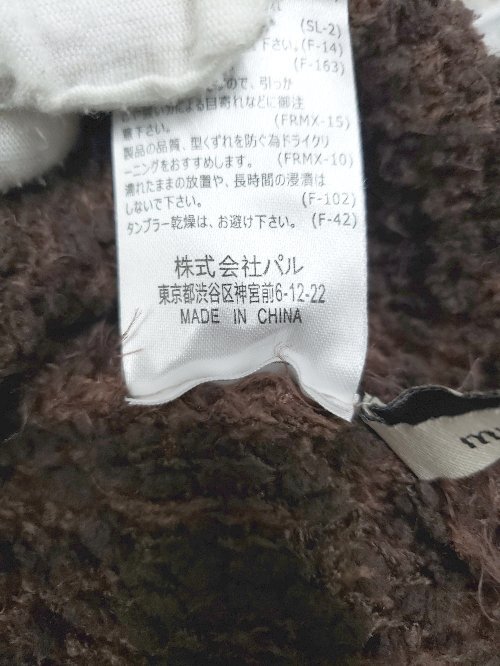 (SL-2)
下さい。(F-14)
(F-163)
ので、引っか
による目寄れなどに御注
意下さい。 (FRMX-15)
製品の品質、型くずれを防ぐ為ドライクリ
ーニングをおすすめします。 (FRMX-10)
濡れたままの放置や、長時間の浸漬は
しないで下さい。 (F-102)
タンブラー乾燥は、お避け下さい。 (F-42)
株式会社パル
東京都渋谷区神宮前6-12-22
MADE IN CHINA